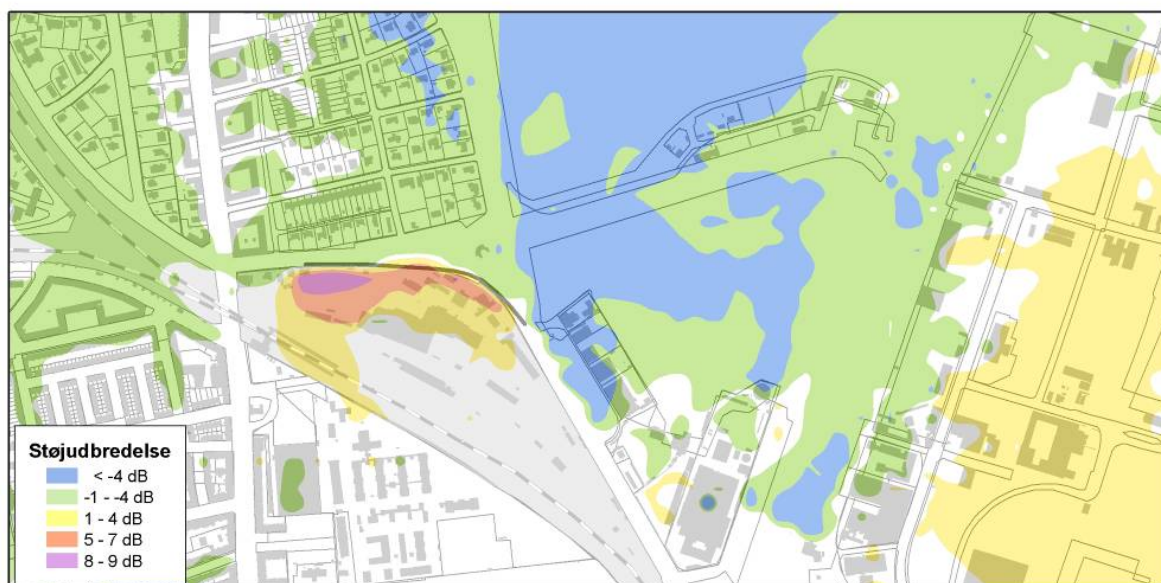 Støjudbredelse
< -4 dB
-1 - -4 dB
1 - 4 dB
5 - 7 dB
8 - 9 dB